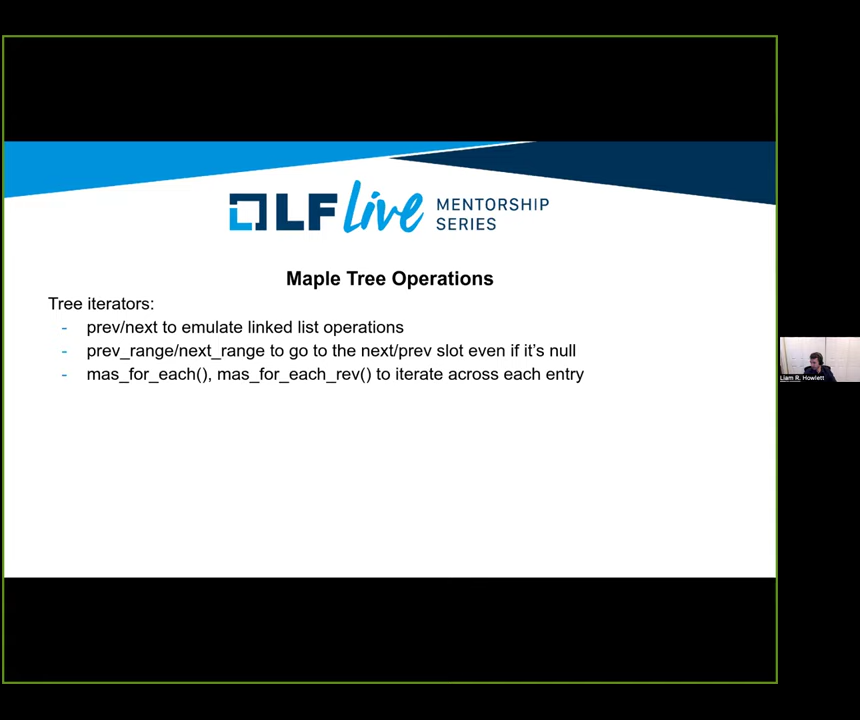 LF Live MENTORSHIP
SERIES
Maple Tree Operations
Tree iterators:
- prev/next to emulate linked list operations
- prev_range/next_range to go to the next/prev slot even if it's null
- mas_for_each(), mas_for_each_rev() to iterate across each entry
Liam R. Howlett